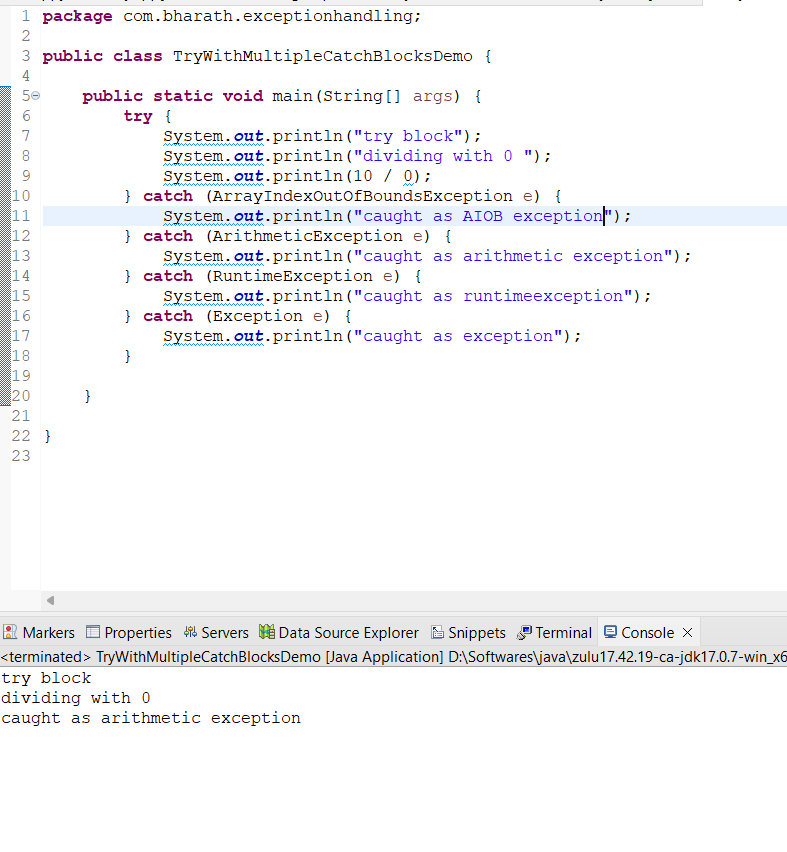 1 package com.bharath.exceptionhandling;
2
3 public class TryWithMultipleCatchBlocksDemo {
4
5 public static void main(String[] args) {
6 try {
7 System.out.println("try block");
8 System.out.println("dividing with 0 ");
9 System.out.println(10 / 0);
10 } catch (ArrayIndexOutOfBoundsException e) {
11 System.out.println("caught as AIOB exception");
12 } catch (ArithmeticException e) {
13 System.out.println("caught as arithmetic exception");
14 } catch (RuntimeException e) {
15 System.out.println("caught as runtimeexception");
16 } catch (Exception e) {
17 System.out.println("caught as exception");
18 }
19
20 }
21
22 }
23
Markers Properties Servers Data Source Explorer Snippets Terminal Console
<terminated> TryWithMultipleCatchBlocksDemo [Java Application] D:\Softwares\java\zulu17.42.19-ca-jdk17.0.7-win_x6
try block
dividing with 0
caught as arithmetic exception